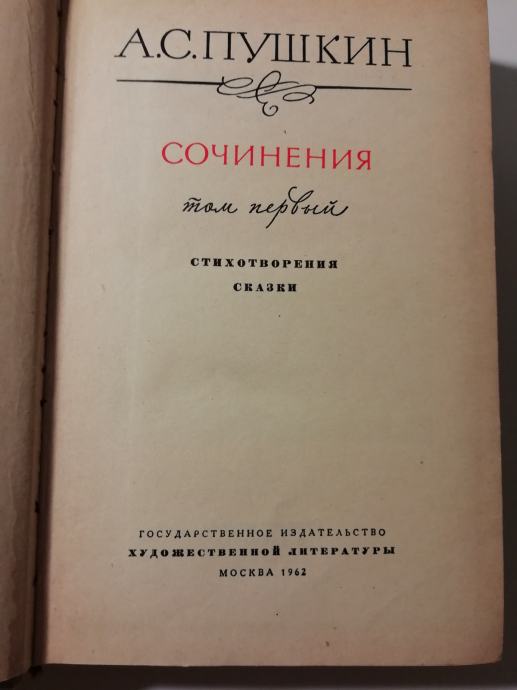 А.С.ПУШКИН
СОЧИНЕНИЯ
том первый
СТИХОТВОРЕНИЯ
СКАЗКИ
ГОСУДАРСТВЕННОЕ ИЗДАТЕЛЬСТВО
ХУДОЖЕСТВЕННОЙ ЛИТЕРАТУРЫ
МОСКВА 1962